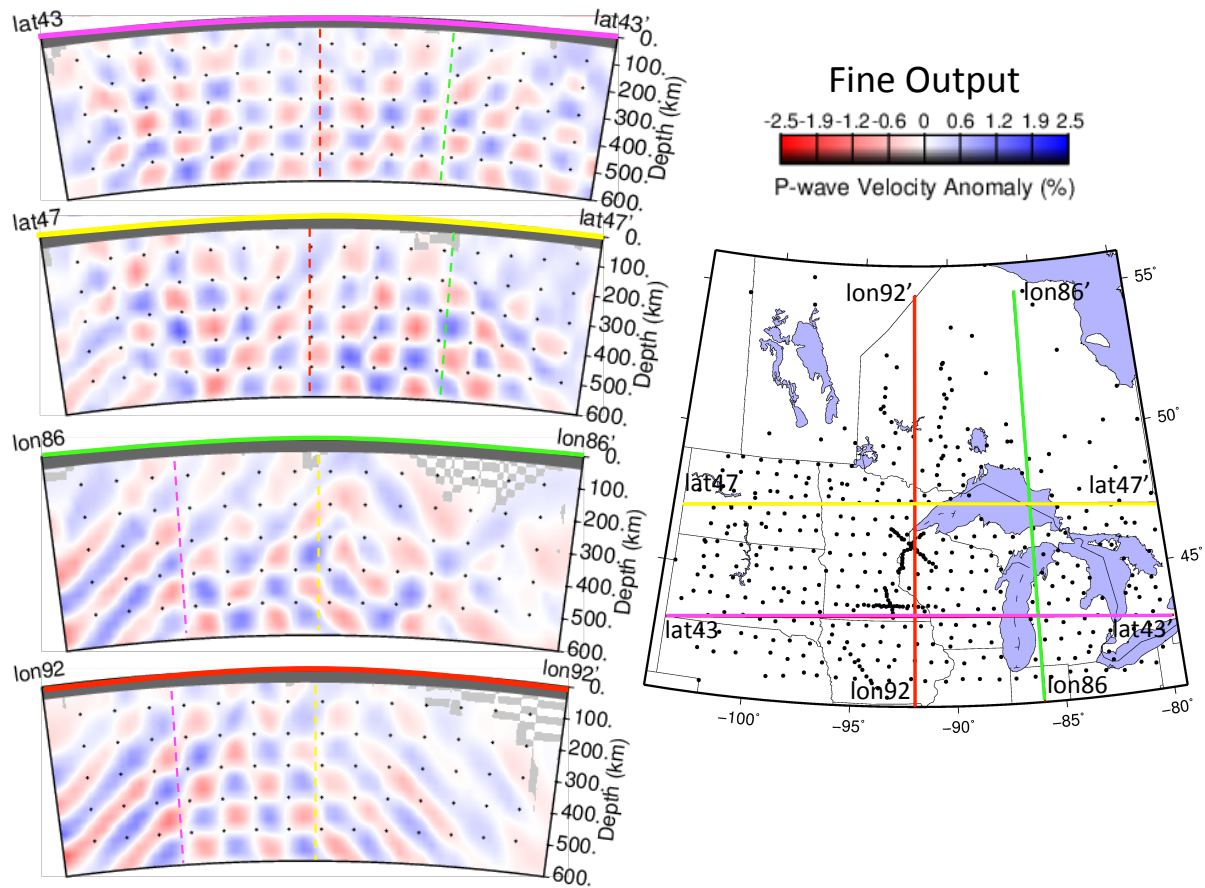 lat43
lat43’
0.
100.
200.
300.
400.
500.
600.
Depth (km)
lat47
lat47’
0.
100.
200.
300.
400.
500.
600.
Depth (km)
lon86
lon86’
0.
100.
200.
300.
400.
500.
600.
Depth (km)
lon92
lon92’
0.
100.
200.
300.
400.
500.
600.
Depth (km)
Fine Output
-2.5 -1.9 -1.2 -0.6 0 0.6 1.2 1.9 2.5
P-wave Velocity Anomaly (%)
55°
lon92’ lon86’
50°
lat47 lat47’
45°
lat43 lat43’
lon92 lon86
−100° −95° −90° −85° −80°